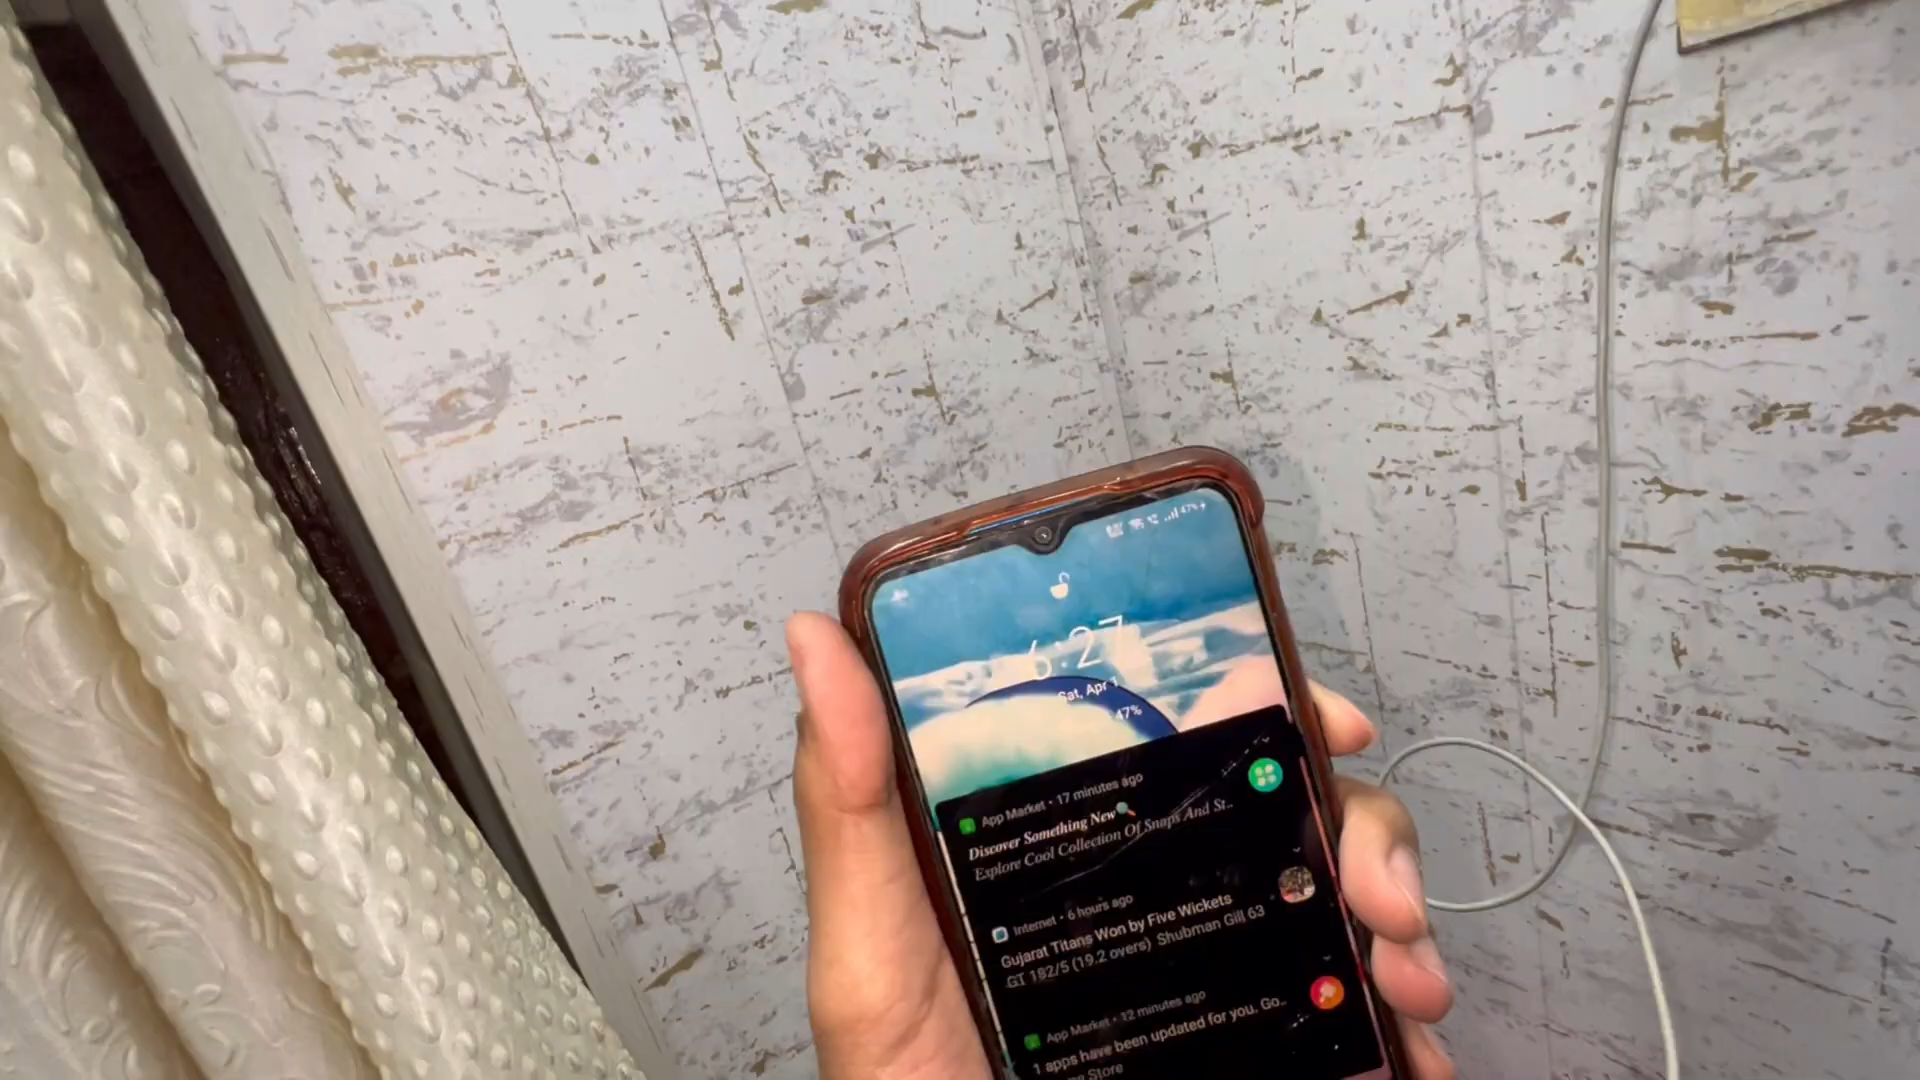 47%
6:27
Sat, Apr 1
47%
App Market • 17 minutes ago
Discover Something New🔍
Explore Cool Collection Of Snaps And St..
Internet • 6 hours ago
Gujarat Titans Won by Five Wickets
GT 182/5 (19.2 overs) Shubman Gill 63
App Market • 12 minutes ago
1 apps have been updated for you. Go..
Store